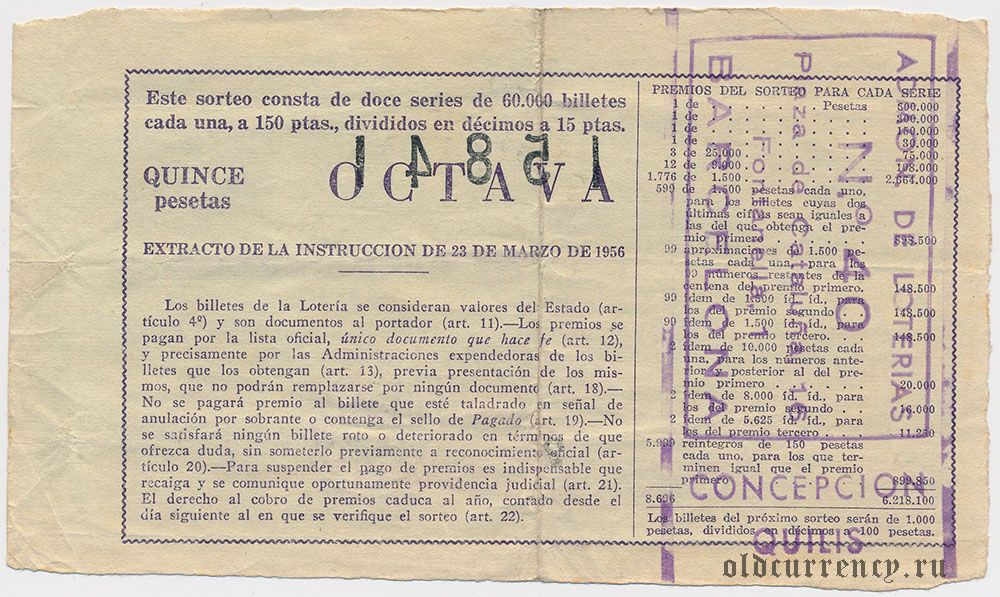 Este sorteo consta de doce series de 60.000 billetes
cada una, a 150 ptas., divididos en décimos a 15 ptas.
QUINCE
pesetas
OCTAVA
14851
EXTRACTO DE LA INSTRUCCION DE 23 DE MARZO DE 1956
Los billetes de la Lotería se consideran valores del Estado (ar-
tículo 4º) y son documentos al portador (art. 11).—Los premios se
pagan por la lista oficial, único documento que hace fe (art. 12),
y precisamente por las Administraciones expendedoras de los bi-
lletes que los obtengan (art. 13), previa presentación de los mis-
mos, que no podrán remplazarse por ningún documento (art. 18).—
No se pagará premio al billete que esté taladrado en señal de
anulación por sobrante o contenga el sello de Pagado (art. 19).—No
se satisfará ningún billete roto o deteriorado en términos de que
ofrezca duda, sin someterlo previamente a reconocimiento oficial (ar-
tículo 20).—Para suspender el pago de premios es indispensable que
recaiga y se comunique oportunamente providencia judicial (art. 21).
El derecho al cobro de premios caduca al año, contado desde el
día siguiente al en que se verifique el sorteo (art. 22).
PREMIOS DEL SORTEO PARA CADA SERIE
1 de . . . Pesetas 500.000
1 de . . . 300.000
1 de . . . 150.000
1 de . . . 30.000
3 de 25.000 . . . 75.000
12 de 9.000 . . . 108.000
1.776 de 1.500 . . . 2.664.000
599 de 1.500 pesetas cada uno,
para los billetes cuyas dos
últimas cifras sean iguales a
las del que obtenga el pre-
mio primero . . . 898.500
99 aproximaciones de 1.500 pe-
setas cada una, para los
99 números restantes de la
centena del premio primero. 148.500
99 ídem de 1.500 íd. íd., para
los del premio segundo . . 148.500
99 ídem de 1.500 íd. íd., para
los del premio tercero. . . 148.500
2 ídem de 10.000 pesetas cada
una, para los números ante-
rior y posterior al del pre-
mio primero . . . 20.000
2 ídem de 8.000 íd. íd., para
los del premio segundo . . 16.000
2 ídem de 5.625 íd. íd., para
los del premio tercero . . 11.250
5.999 reintegros de 150 pesetas
cada uno, para los que ter-
minen igual que el premio
primero 899.850
8.696 6.218.100
Los billetes del próximo sorteo serán de 1.000
pesetas, divididos en décimos a 100 pesetas.
DE LOTERIAS
N.º 40
Plaza de Cataluña
Fontanella, 1
BARCELONA
CONCEPCION
QUILIS
oldcurrency.ru